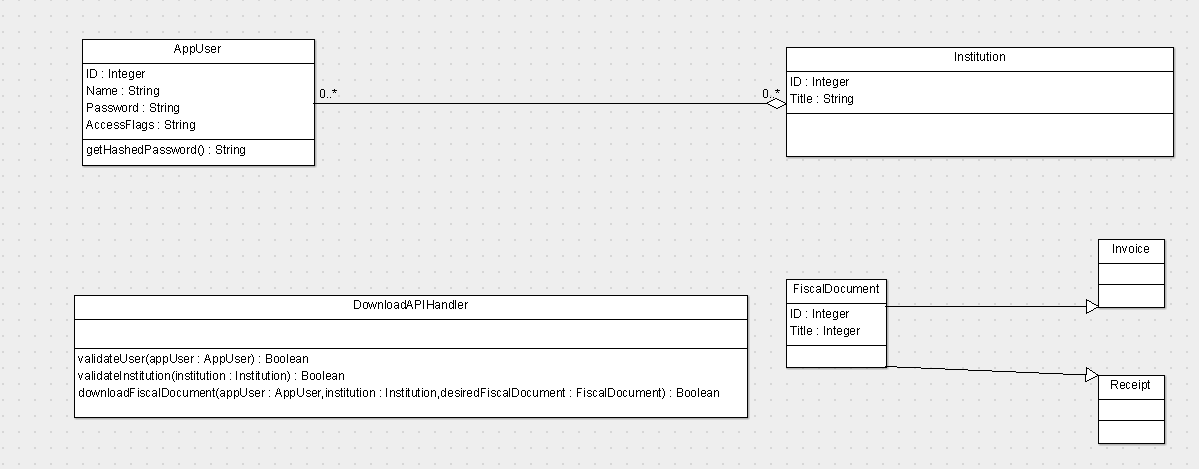 AppUser
ID : Integer
Name : String
Password : String
AccessFlags : String
getHashedPassword() : String
0..*
0..*
Institution
ID : Integer
Title : String
DownloadAPIHandler
validateUser(appUser : AppUser) : Boolean
validateInstitution(institution : Institution) : Boolean
downloadFiscalDocument(appUser : AppUser,institution : Institution,desiredFiscalDocument : FiscalDocument) : Boolean
FiscalDocument
ID : Integer
Title : Integer
Invoice
Receipt